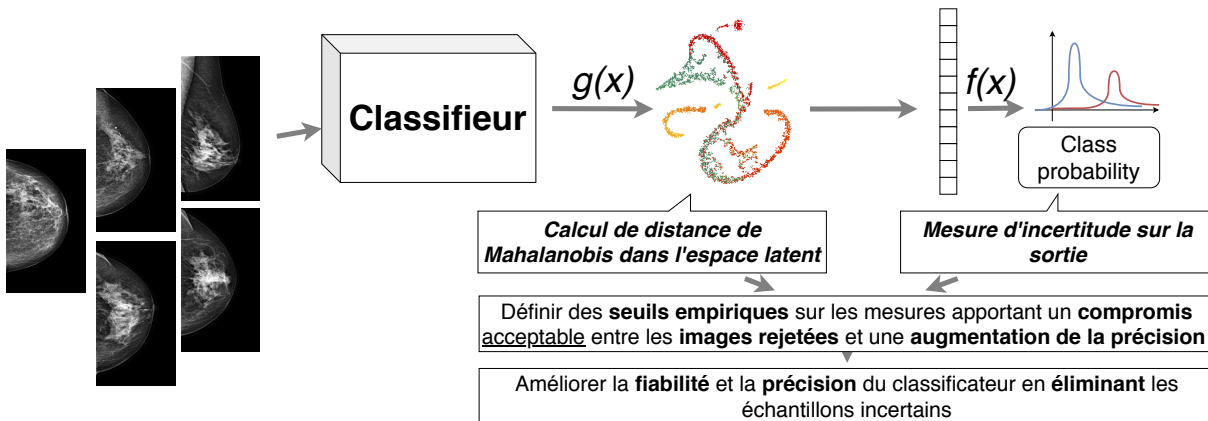 Classifieur
g(x)
f(x)
Class
probability
Calcul de distance de
Mahalanobis dans l'espace latent
Mesure d'incertitude sur la
sortie
Définir des seuils empiriques sur les mesures apportant un compromis
acceptable entre les images rejetées et une augmentation de la précision
Améliorer la fiabilité et la précision du classificateur en éliminant les
échantillons incertains